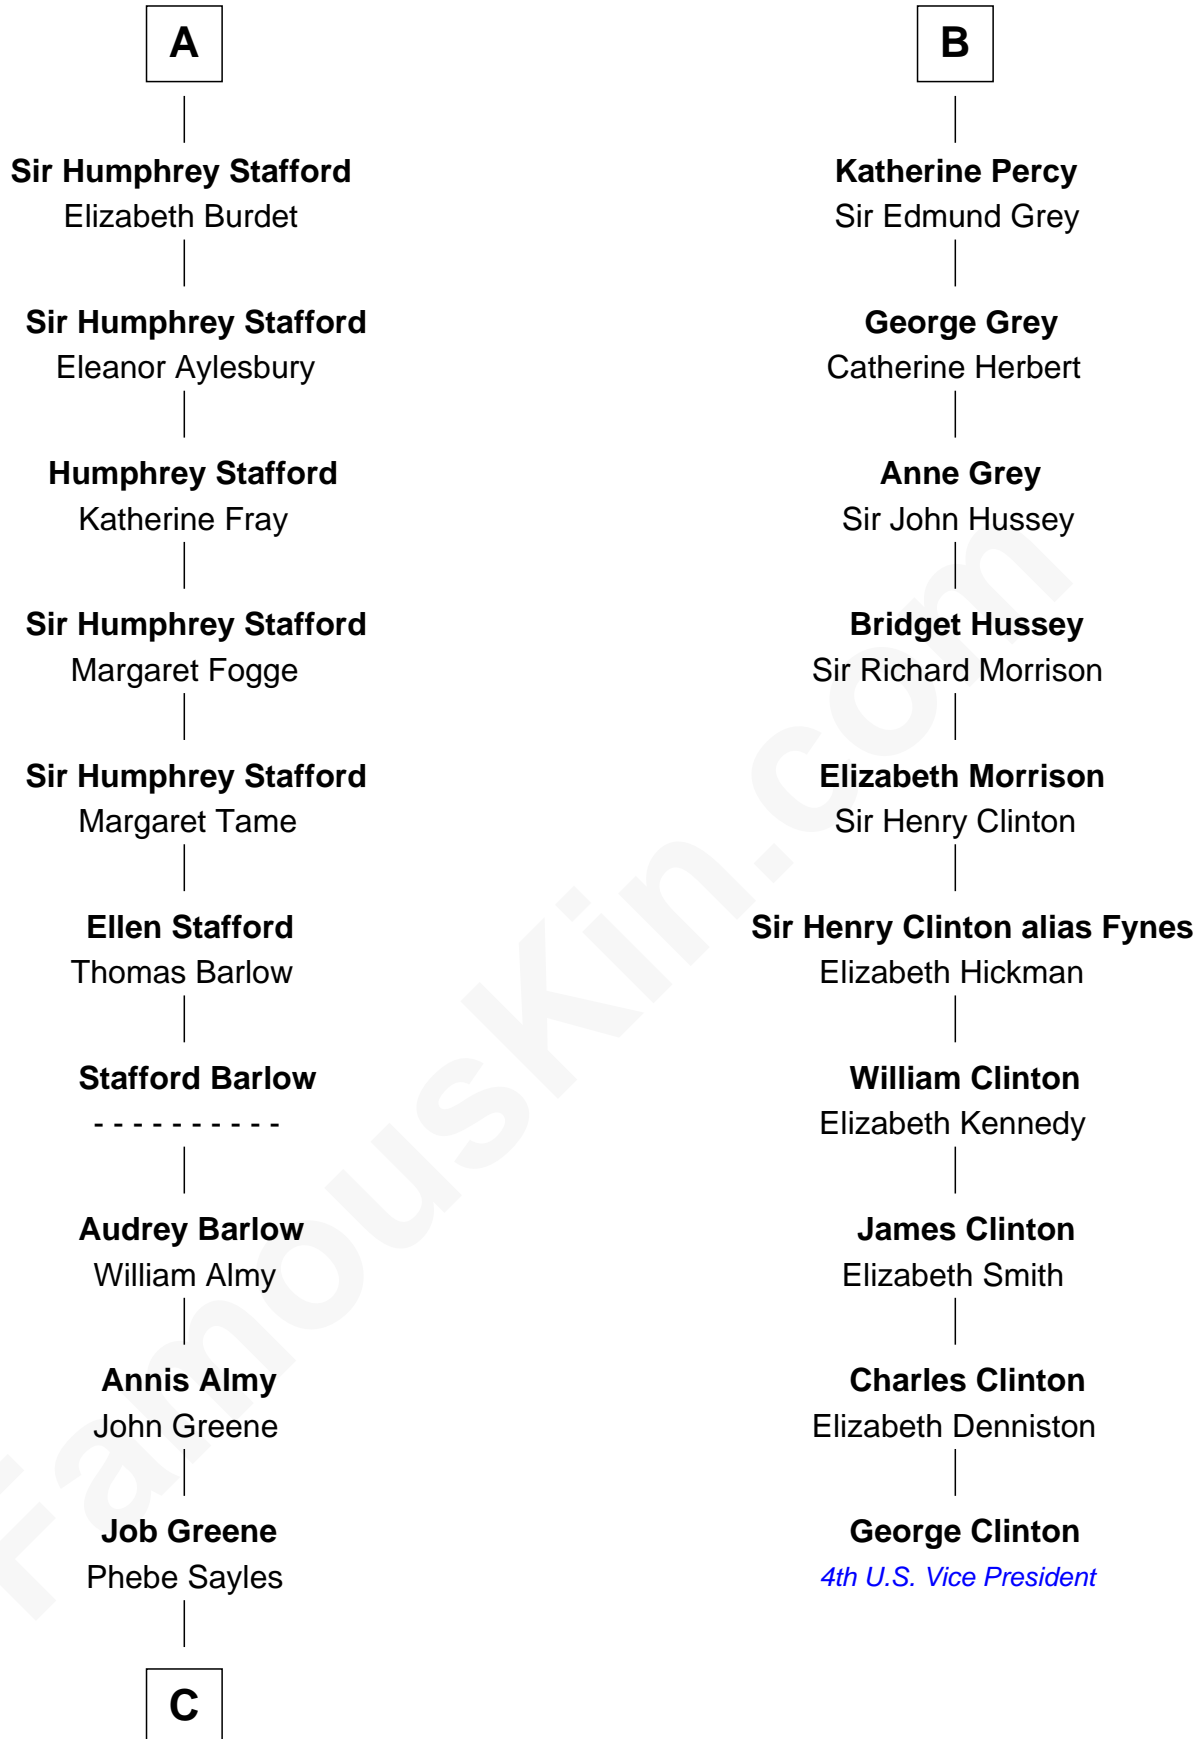 A
Sir Humphrey Stafford
Elizabeth Burdet
Sir Humphrey Stafford
Eleanor Aylesbury
Humphrey Stafford
Katherine Fray
Sir Humphrey Stafford
Margaret Fogge
Sir Humphrey Stafford
Margaret Tame
Ellen Stafford
Thomas Barlow
Stafford Barlow
- - - - - - - - - -
Audrey Barlow
William Almy
Annis Almy
John Greene
Job Greene
Phebe Sayles
C
B
Katherine Percy
Sir Edmund Grey
George Grey
Catherine Herbert
Anne Grey
Sir John Hussey
Bridget Hussey
Sir Richard Morrison
Elizabeth Morrison
Sir Henry Clinton
Sir Henry Clinton alias Fynes
Elizabeth Hickman
William Clinton
Elizabeth Kennedy
James Clinton
Elizabeth Smith
Charles Clinton
Elizabeth Denniston
George Clinton
4th U.S. Vice President
FamousKin.com